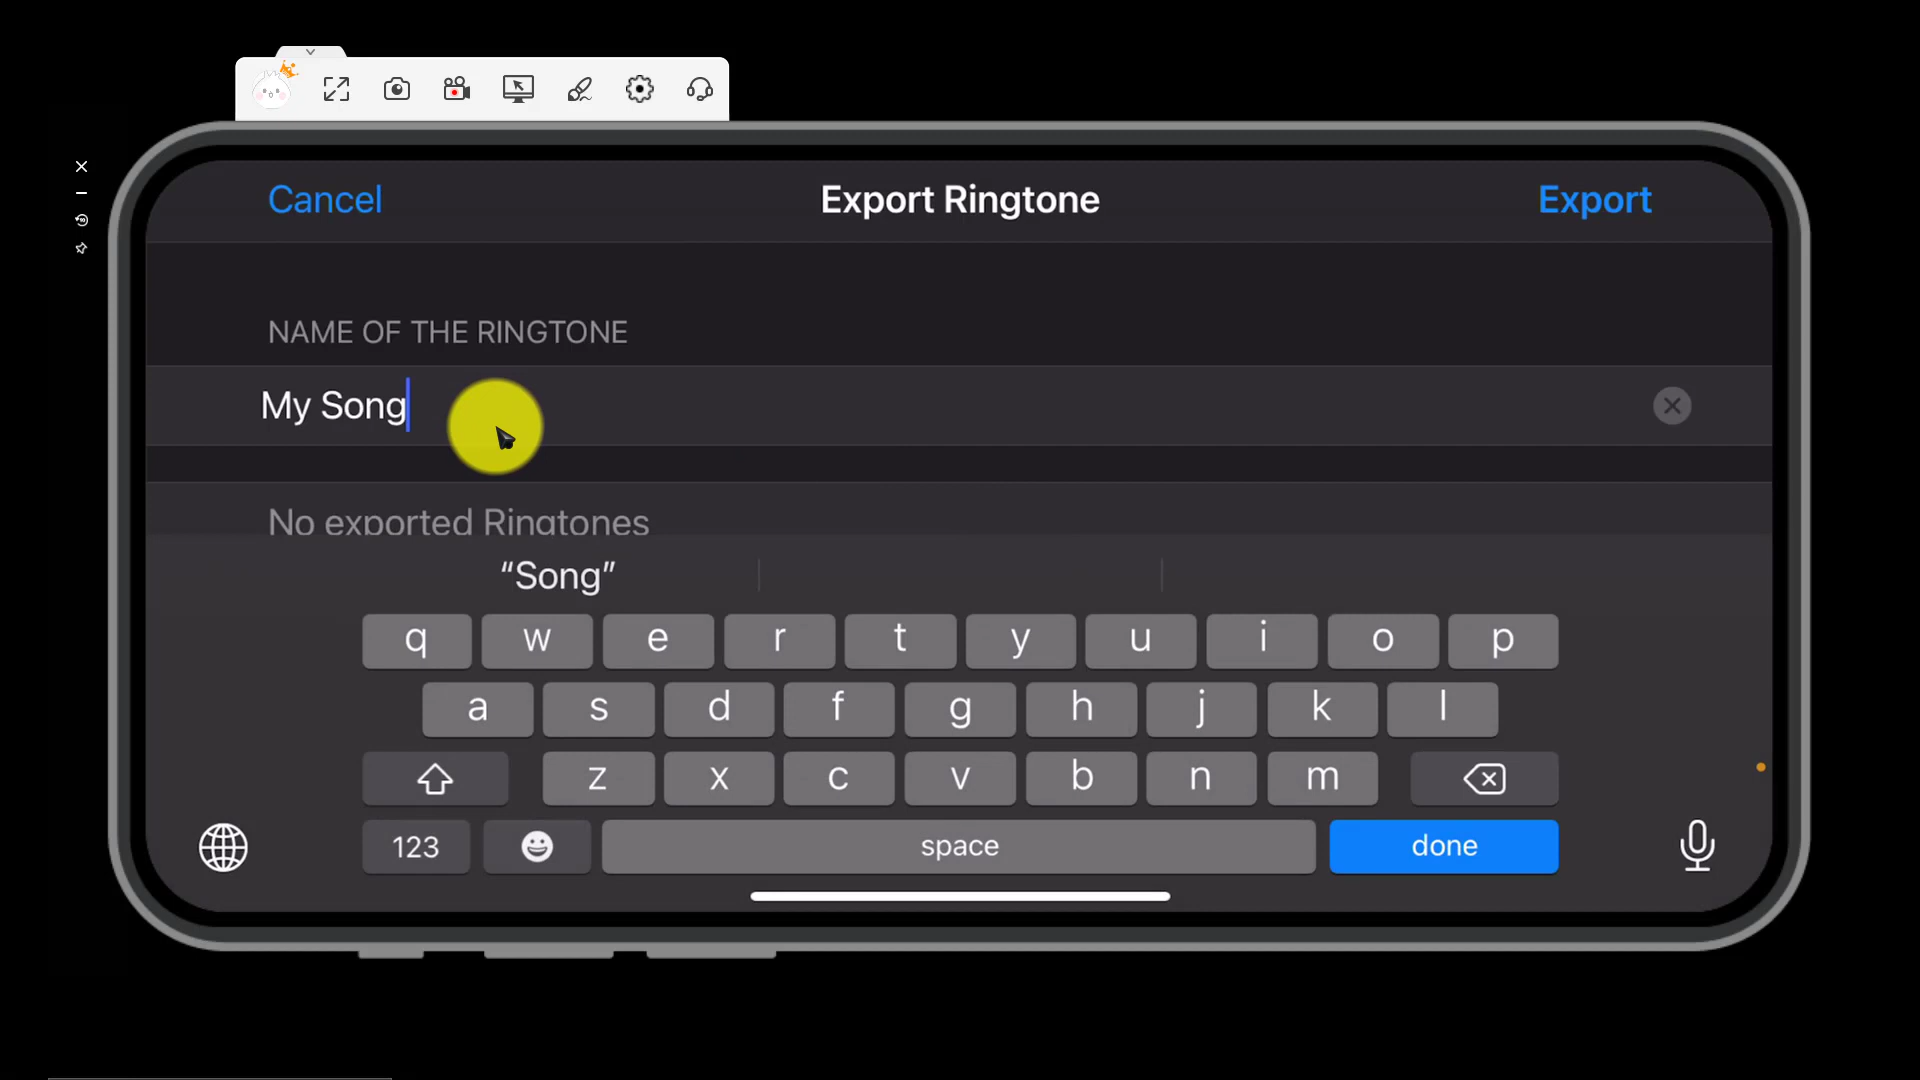 Cancel
Export Ringtone
Export
NAME OF THE RINGTONE
My Song
No exported Ringtones
“Song”
q w e r t y u i o p
a s d f g h j k l
z x c v b n m
123
space
done